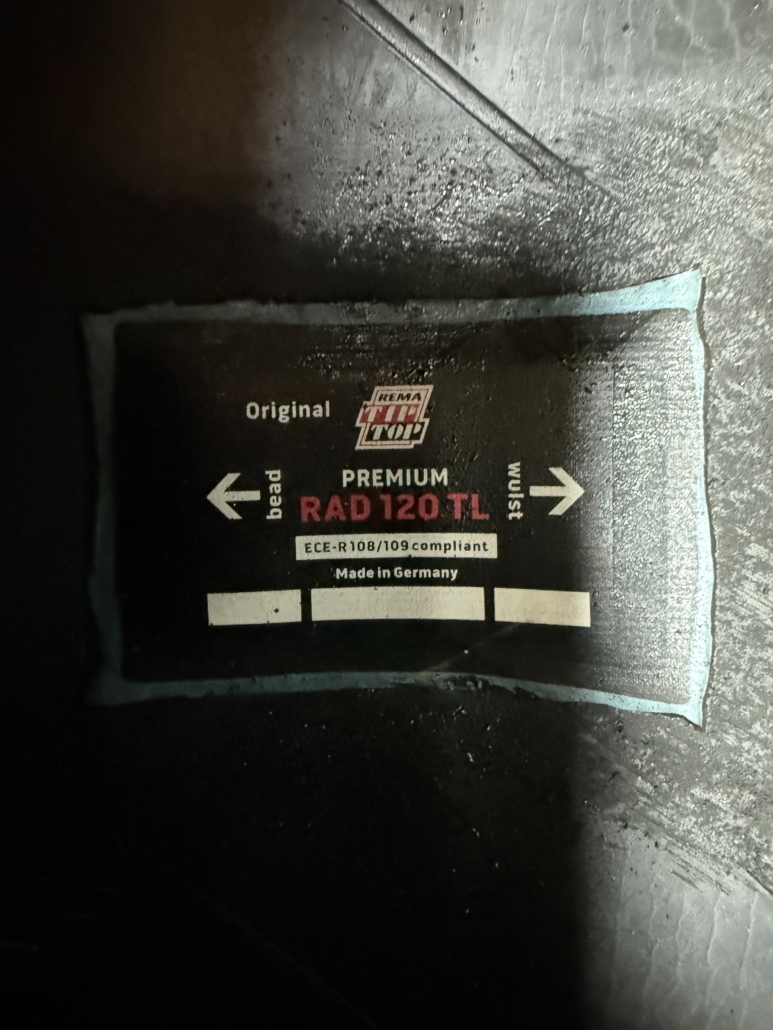 Original
REMA
TIP
TOP
bead
PREMIUM
wulst
RAD 120 TL
ECE-R108/109 compliant
Made in Germany